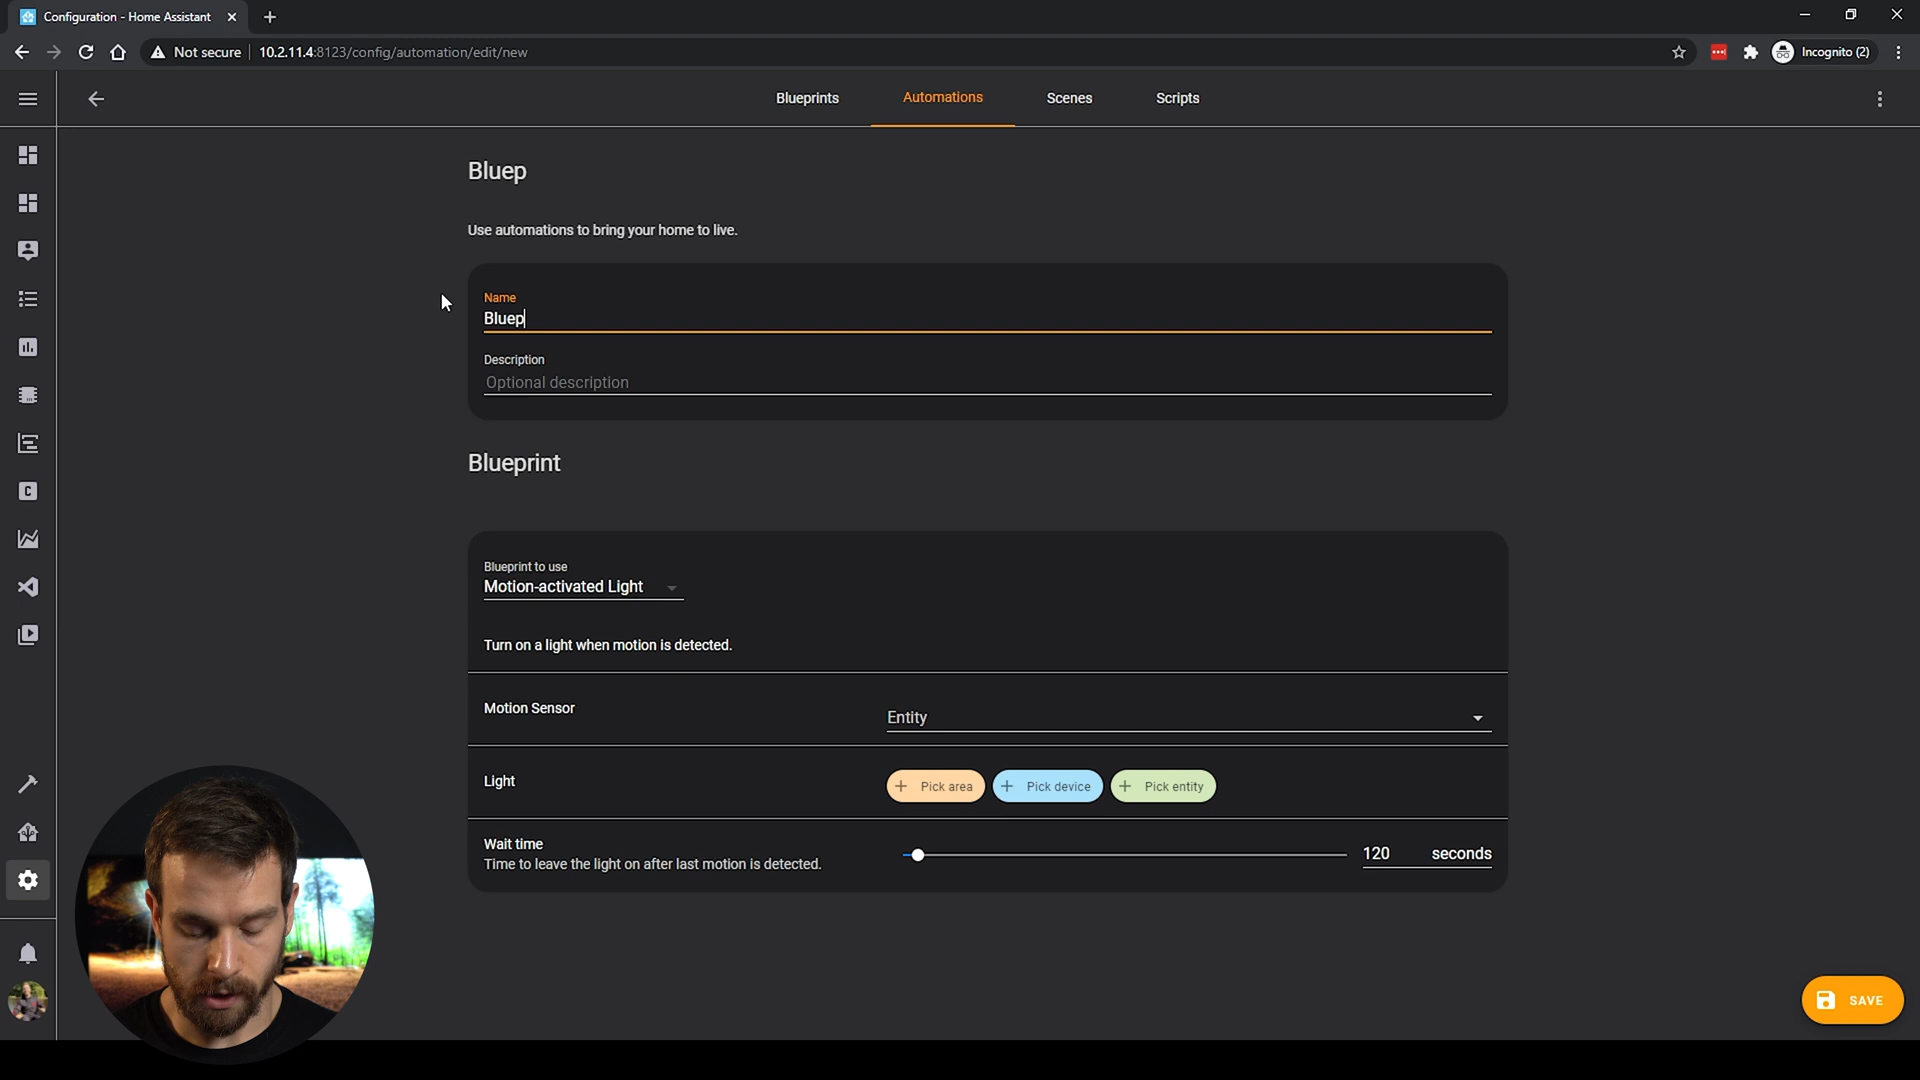 Configuration - Home Assistant
Not secure
10.2.11.4:8123/config/automation/edit/new
Incognito (2)
Blueprints
Automations
Scenes
Scripts
Bluep
Use automations to bring your home to live.
Name
Bluep
Description
Optional description
Blueprint
Blueprint to use
Motion-activated Light
Turn on a light when motion is detected.
Motion Sensor
Entity
Light
+ Pick area
+ Pick device
+ Pick entity
Wait time
Time to leave the light on after last motion is detected.
120 seconds
C
SAVE